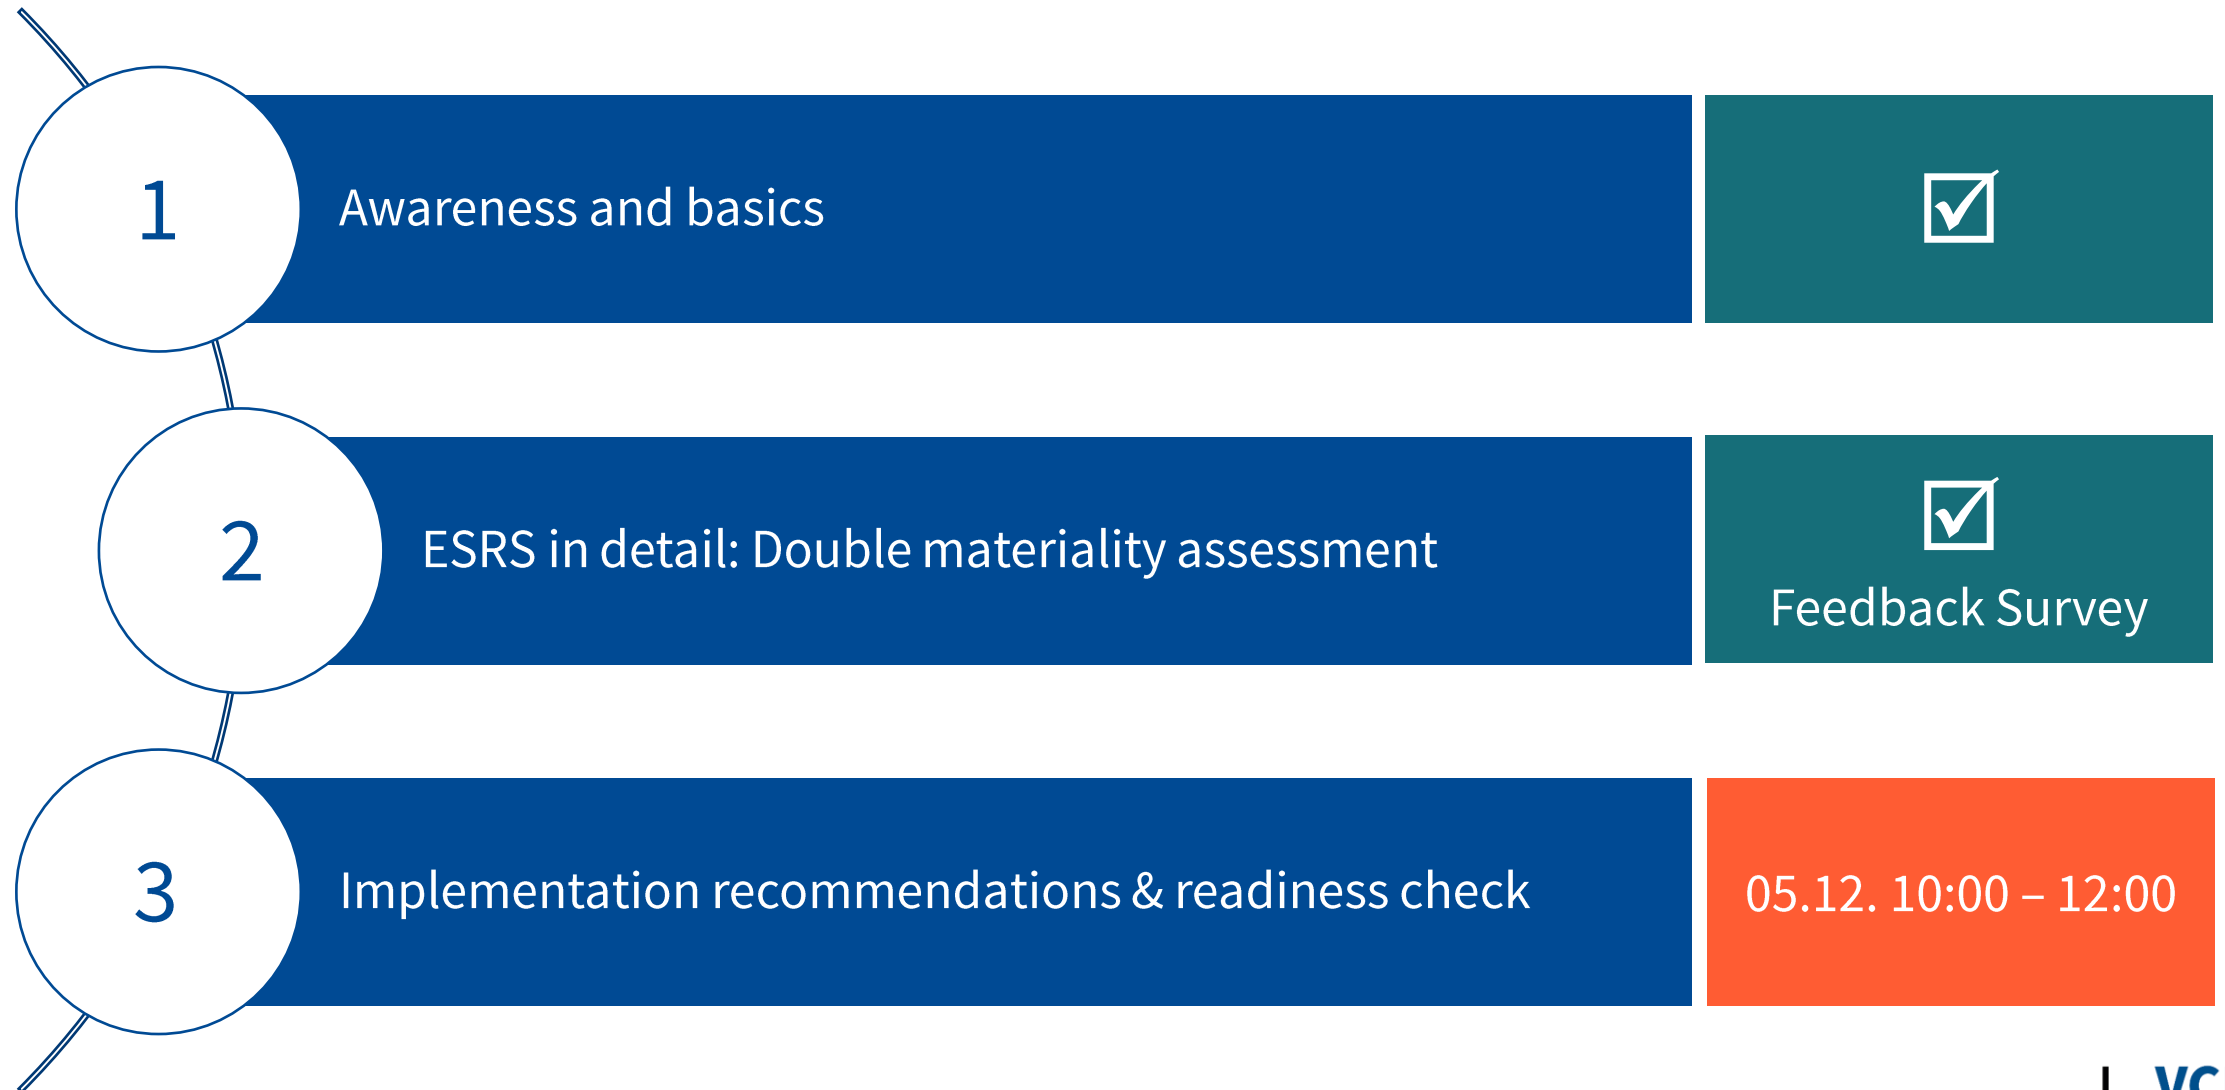 1
Awareness and basics
☑
2
ESRS in detail: Double materiality assessment
☑
Feedback Survey
3
Implementation recommendations & readiness check
05.12. 10:00 – 12:00